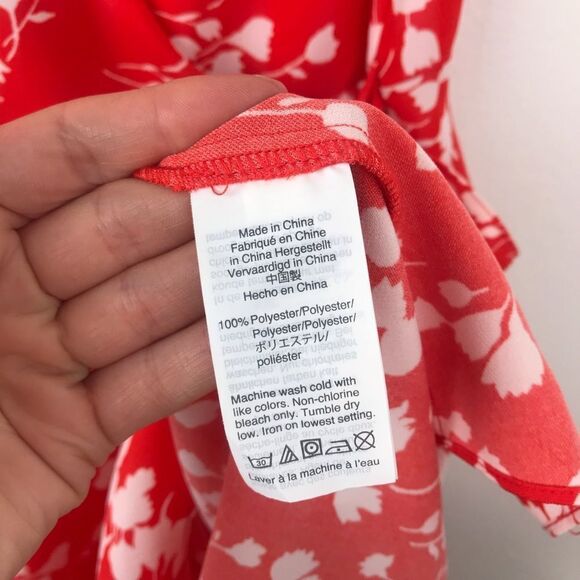 Made in China
Fabriqué en Chine
in China Hergestellt
Vervaardigd in China
中国製
Hecho en China
100% Polyester/Polyester/
Polyester/Polyester/
ポリエステル/
poliéster
Machine wash cold with
like colors. Non-chlorine
bleach only. Tumble dry
low. Iron on lowest setting.
30
Laver à la machine à l'eau